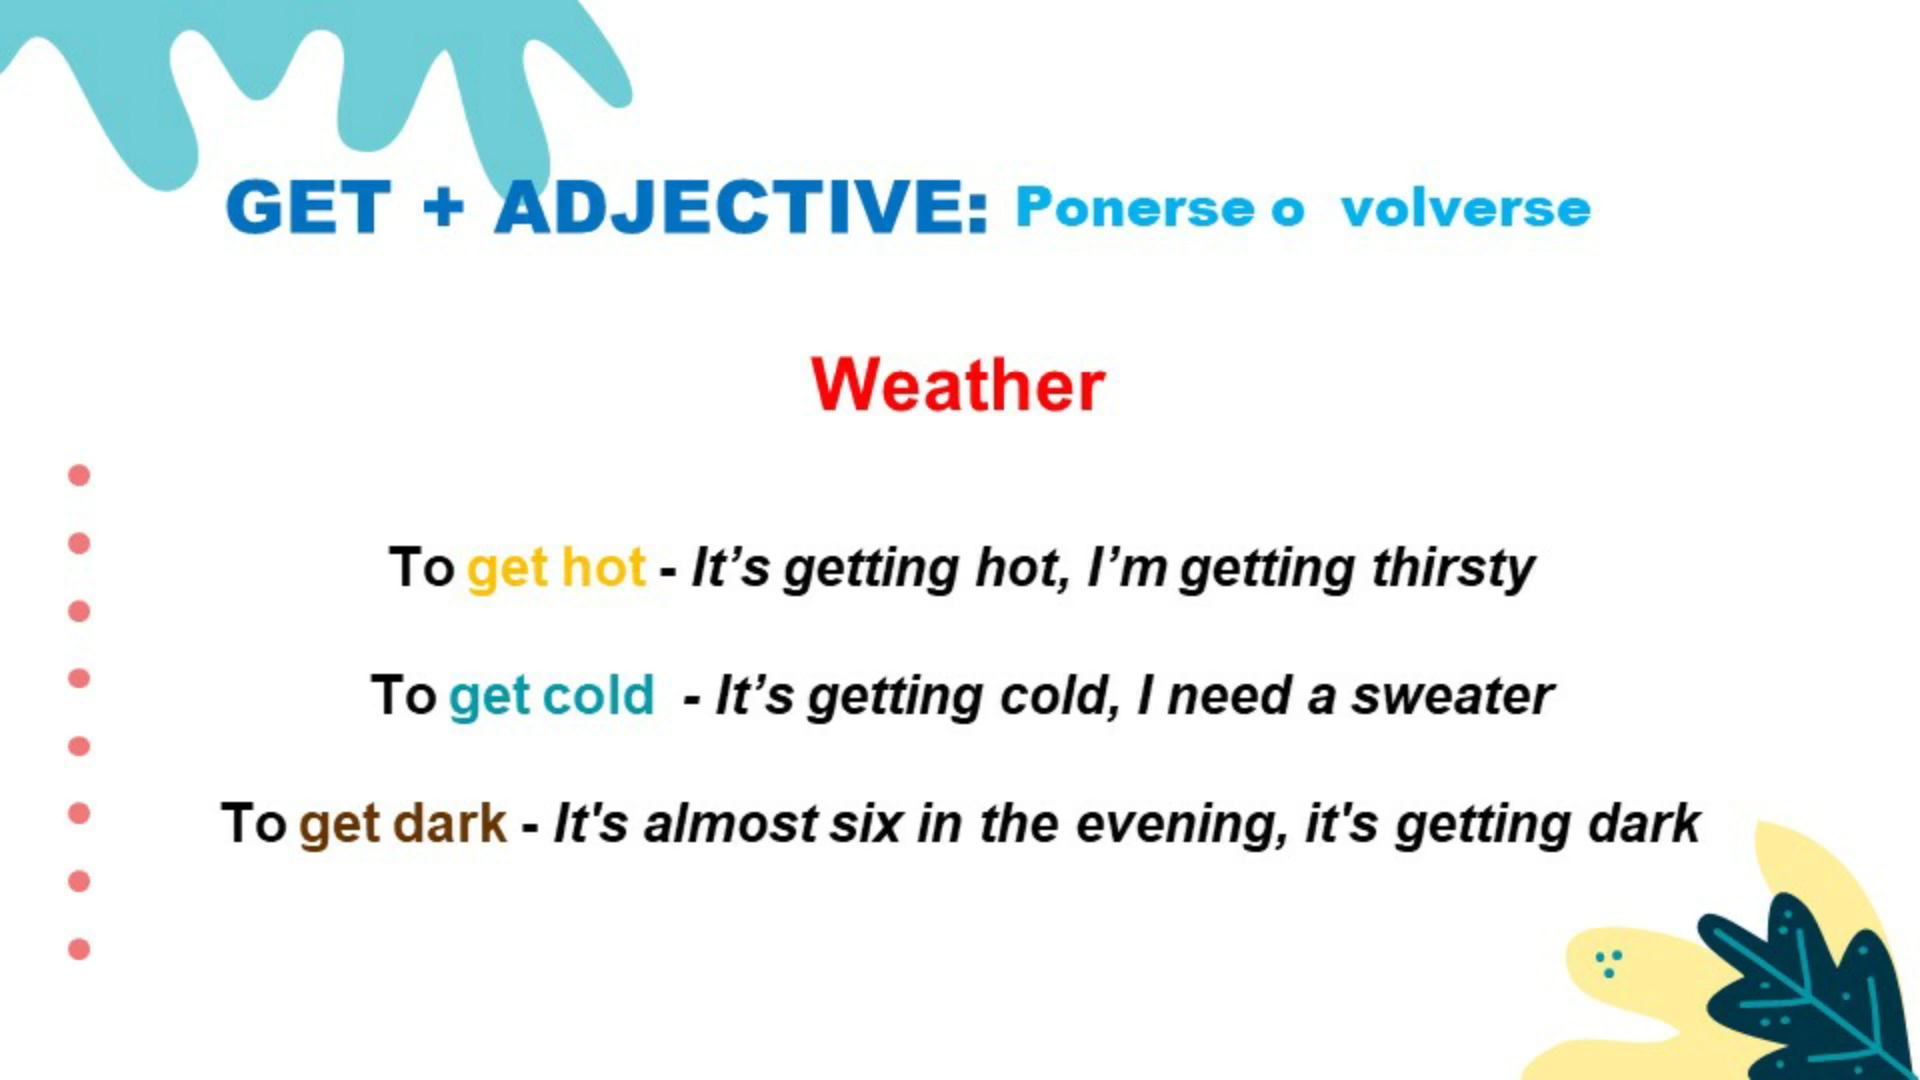 GET + ADJECTIVE: Ponerse o volverse
Weather
To get hot - It’s getting hot, I’m getting thirsty
To get cold - It’s getting cold, I need a sweater
To get dark - It's almost six in the evening, it's getting dark